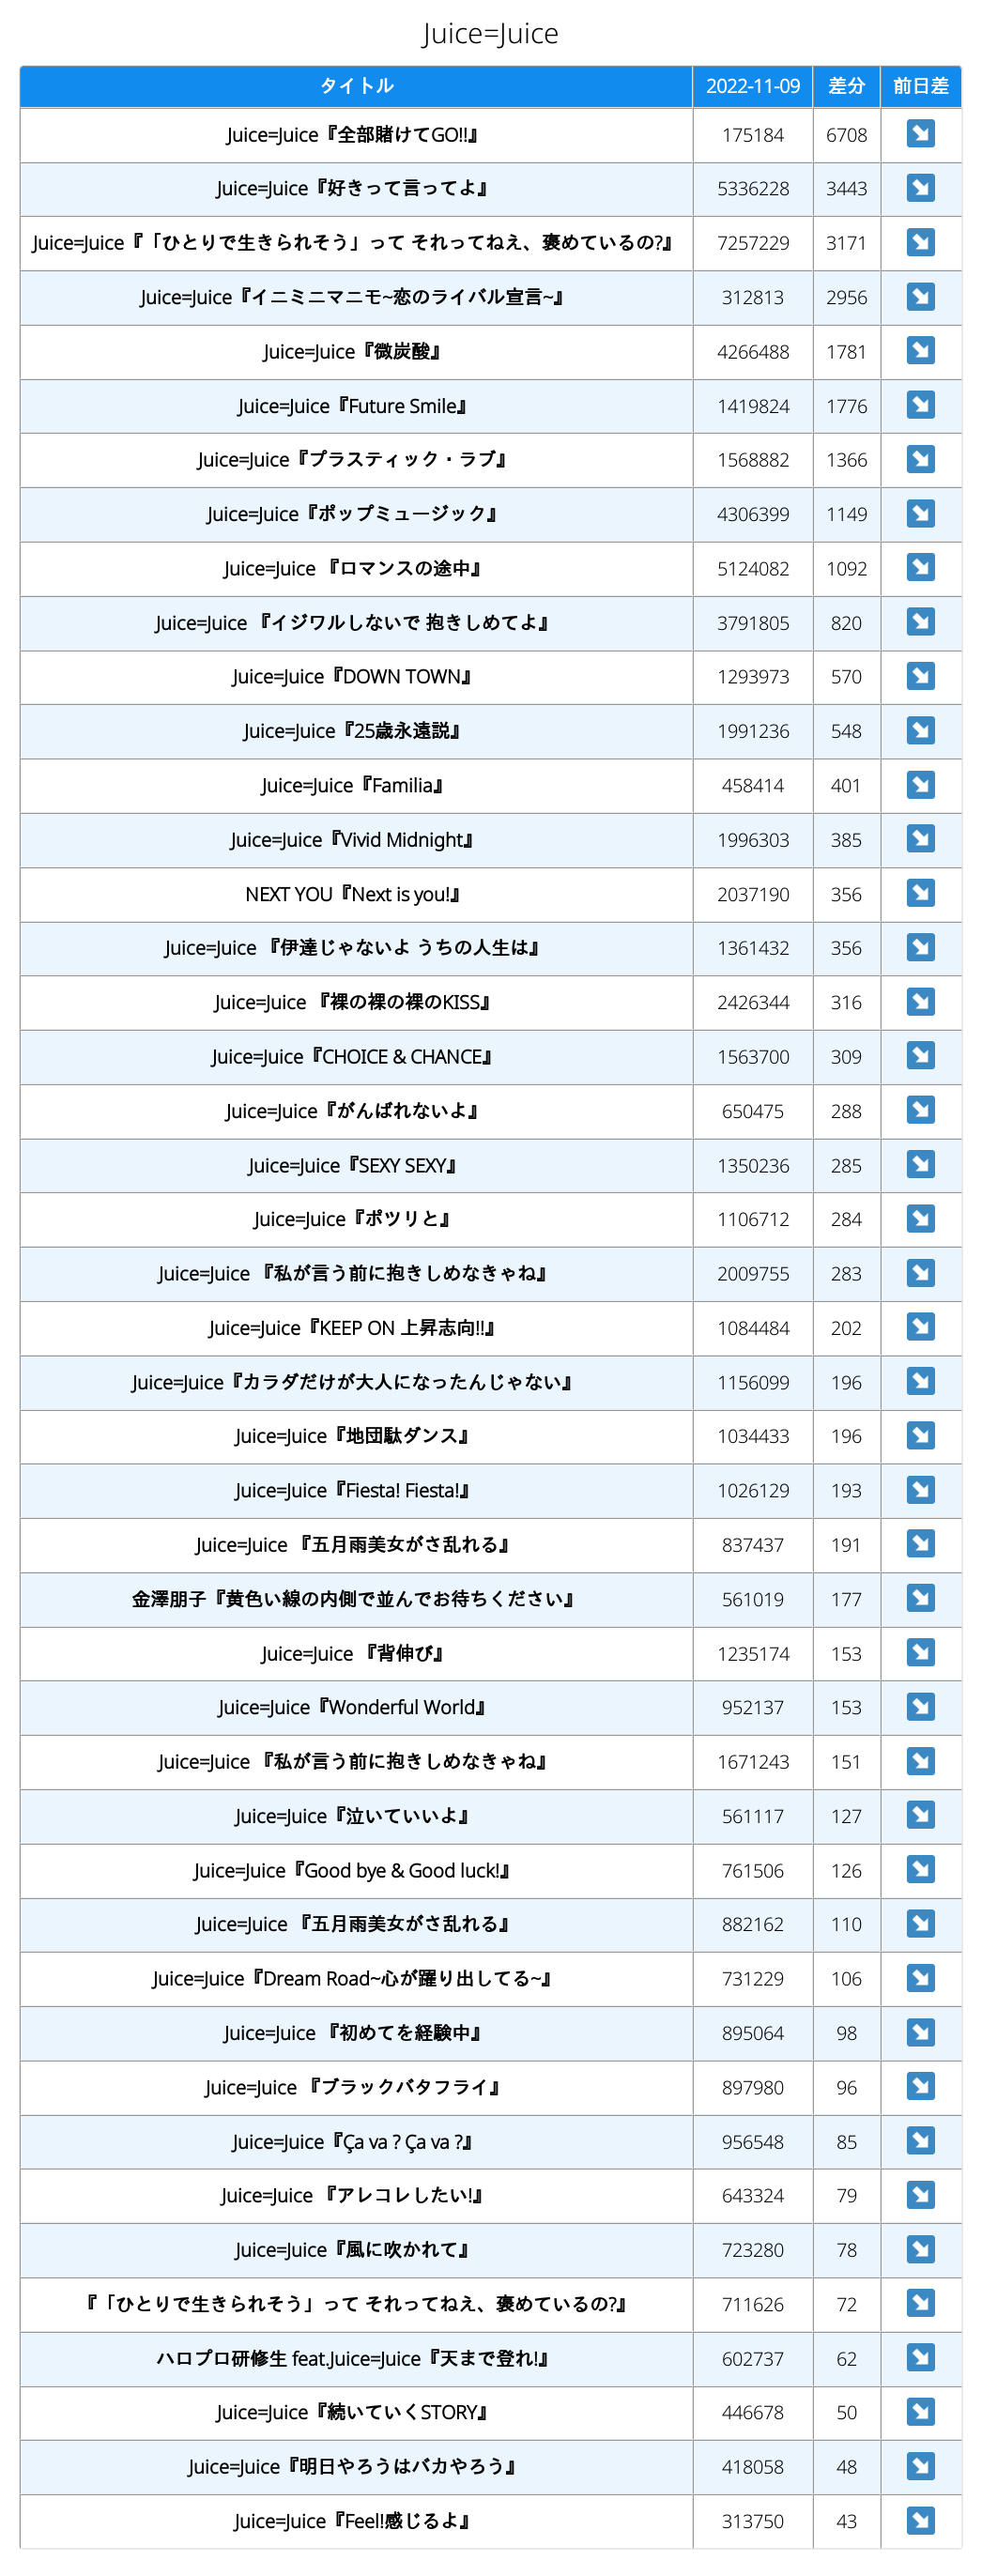 Juice=Juice
タイトル 2022-11-09 差分 前日差
Juice=Juice『全部賭けてGO!!』 175184 6708 ↘
Juice=Juice『好きって言ってよ』 5336228 3443 ↘
Juice=Juice『「ひとりで生きられそう」って それってねえ、褒めているの?』 7257229 3171 ↘
Juice=Juice『イニミニマニモ~恋のライバル宣言~』 312813 2956 ↘
Juice=Juice『微炭酸』 4266488 1781 ↘
Juice=Juice『Future Smile』 1419824 1776 ↘
Juice=Juice『プラスティック・ラブ』 1568882 1366 ↘
Juice=Juice『ポップミュージック』 4306399 1149 ↘
Juice=Juice 『ロマンスの途中』 5124082 1092 ↘
Juice=Juice 『イジワルしないで 抱きしめてよ』 3791805 820 ↘
Juice=Juice『DOWN TOWN』 1293973 570 ↘
Juice=Juice『25歳永遠説』 1991236 548 ↘
Juice=Juice『Familia』 458414 401 ↘
Juice=Juice『Vivid Midnight』 1996303 385 ↘
NEXT YOU『Next is you!』 2037190 356 ↘
Juice=Juice 『伊達じゃないよ うちの人生は』 1361432 356 ↘
Juice=Juice 『裸の裸の裸のKISS』 2426344 316 ↘
Juice=Juice『CHOICE & CHANCE』 1563700 309 ↘
Juice=Juice『がんばれないよ』 650475 288 ↘
Juice=Juice『SEXY SEXY』 1350236 285 ↘
Juice=Juice『ポツリと』 1106712 284 ↘
Juice=Juice 『私が言う前に抱きしめなきゃね』 2009755 283 ↘
Juice=Juice『KEEP ON 上昇志向!!』 1084484 202 ↘
Juice=Juice『カラダだけが大人になったんじゃない』 1156099 196 ↘
Juice=Juice『地団駄ダンス』 1034433 196 ↘
Juice=Juice『Fiesta! Fiesta!』 1026129 193 ↘
Juice=Juice 『五月雨美女がさ乱れる』 837437 191 ↘
金澤朋子『黄色い線の内側で並んでお待ちください』 561019 177 ↘
Juice=Juice 『背伸び』 1235174 153 ↘
Juice=Juice『Wonderful World』 952137 153 ↘
Juice=Juice 『私が言う前に抱きしめなきゃね』 1671243 151 ↘
Juice=Juice『泣いていいよ』 561117 127 ↘
Juice=Juice『Good bye & Good luck!』 761506 126 ↘
Juice=Juice 『五月雨美女がさ乱れる』 882162 110 ↘
Juice=Juice『Dream Road~心が躍り出してる~』 731229 106 ↘
Juice=Juice 『初めてを経験中』 895064 98 ↘
Juice=Juice 『ブラックバタフライ』 897980 96 ↘
Juice=Juice『Ça va ? Ça va ?』 956548 85 ↘
Juice=Juice 『アレコレしたい!』 643324 79 ↘
Juice=Juice『風に吹かれて』 723280 78 ↘
『「ひとりで生きられそう」って それってねえ、褒めているの?』 711626 72 ↘
ハロプロ研修生 feat.Juice=Juice『天まで登れ!』 602737 62 ↘
Juice=Juice『続いていくSTORY』 446678 50 ↘
Juice=Juice『明日やろうはバカやろう』 418058 48 ↘
Juice=Juice『Feel!感じるよ』 313750 43 ↘